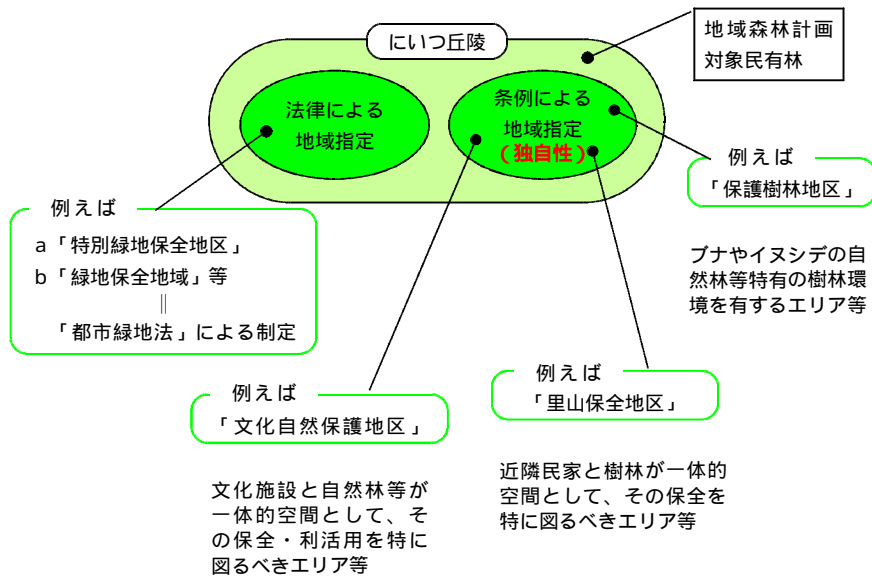 にいつ丘陵
地域森林計画
対象民有林
法律による
地域指定
条例による
地域指定
(独自性)
例えば
「保護樹林地区」
ブナやイヌシデの自
然林等特有の樹林環
境を有するエリア等
例えば
a「特別緑地保全地区」
b「緑地保全地域」等
||
「都市緑地法」による制定
例えば
「文化自然保護地区」
文化施設と自然林等が
一体的空間として、そ
の保全・利活用を特に
図るべきエリア等
例えば
「里山保全地区」
近隣民家と樹林が一体的
空間として、その保全を
特に図るべきエリア等